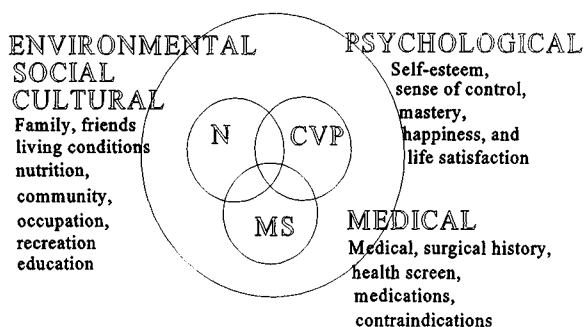 ENVIRONMENTAL
SOCIAL
CULTURAL
Family, friends
living conditions
nutrition,
community,
occupation,
recreation
education
PSYCHOLOGICAL
Self-esteem,
sense of control,
mastery,
happiness, and
life satisfaction
N
CVP
MS
MEDICAL
Medical, surgical history,
health screen,
medications,
contraindications